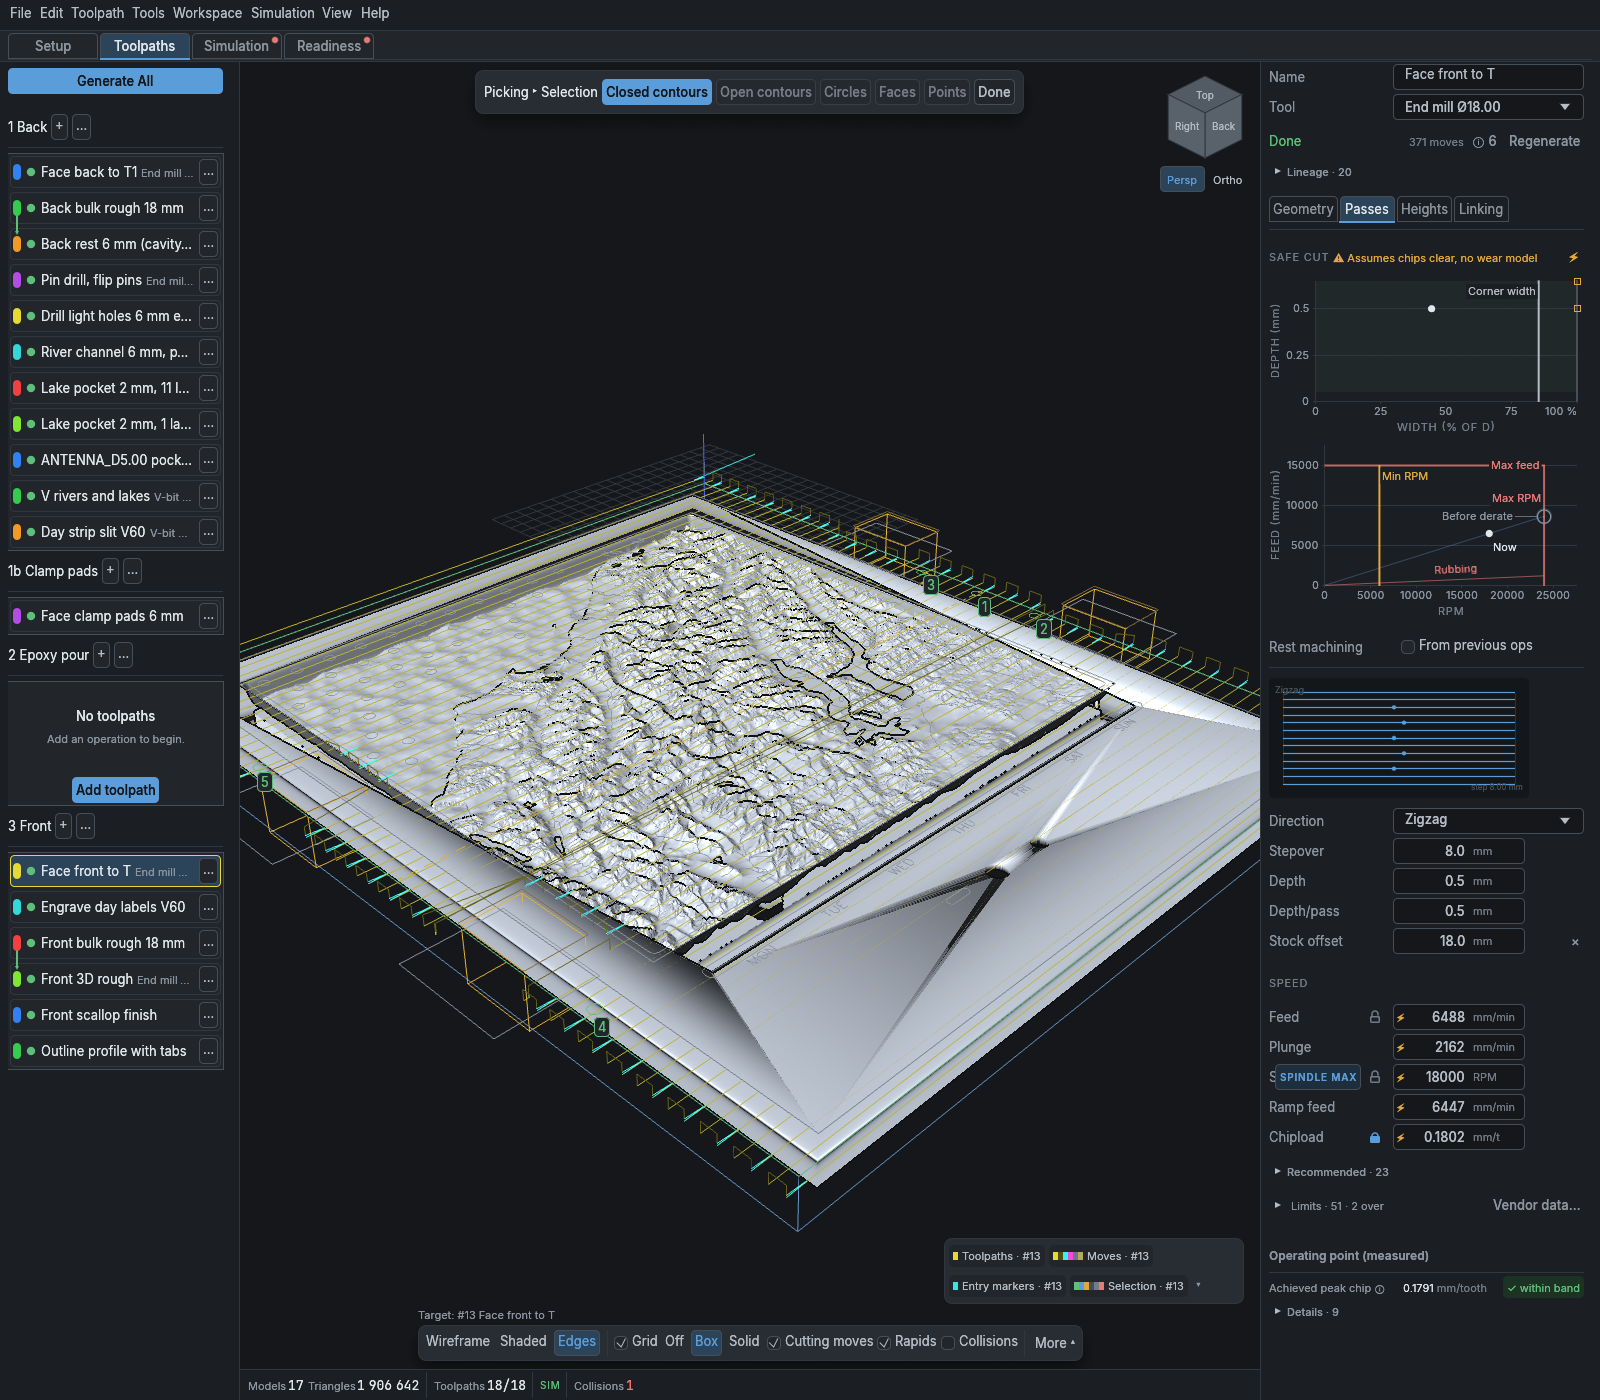 File Edit Toolpath Tools Workspace Simulation View Help
Setup Toolpaths Simulation Readiness
Generate All
1 Back + ...
Face back to T1 End mill ... ...
Back bulk rough 18 mm ...
Back rest 6 mm (cavity... ...
Pin drill, flip pins End mil... ...
Drill light holes 6 mm e... ...
River channel 6 mm, p... ...
Lake pocket 2 mm, 11 l... ...
Lake pocket 2 mm, 1 la... ...
ANTENNA_D5.00 pock... ...
V rivers and lakes V-bit ... ...
Day strip slit V60 V-bit ... ...
1b Clamp pads + ...
Face clamp pads 6 mm ...
2 Epoxy pour + ...
No toolpaths
Add an operation to begin.
Add toolpath
3 Front + ...
Face front to T End mill ... ...
Engrave day labels V60 ...
Front bulk rough 18 mm ...
Front 3D rough End mill ... ...
Front scallop finish ...
Outline profile with tabs ...
Picking ‣ Selection Closed contours Open contours Circles Faces Points Done
Top
Right Back
Persp Ortho
3
1
2
5
4
SAT
FRI
THU
WED
TUE
MON
Toolpaths · #13 Moves · #13
Entry markers · #13 Selection · #13
Target: #13 Face front to T
Wireframe Shaded Edges Grid Off Box Solid Cutting moves Rapids Collisions More
Models 17 Triangles 1 906 642 Toolpaths 18/18 SIM Collisions 1
Name Face front to T
Tool End mill Ø18.00
Done 371 moves 6 Regenerate
Lineage · 20
Geometry Passes Heights Linking
SAFE CUT Assumes chips clear, no wear model
Corner width
DEPTH (mm)
0.5
0.25
0
0 25 50 75 100 %
WIDTH (% OF D)
FEED (mm/min)
15000
10000
5000
0
Max feed
Min RPM
Max RPM
Before derate
Now
Rubbing
0 5000 10000 15000 20000 25000
RPM
Rest machining From previous ops
Zigzag
step 8.00 mm
Direction Zigzag
Stepover 8.0 mm
Depth 0.5 mm
Depth/pass 0.5 mm
Stock offset 18.0 mm ×
SPEED
Feed 6488 mm/min
Plunge 2162 mm/min
S SPINDLE MAX 18000 RPM
Ramp feed 6447 mm/min
Chipload 0.1802 mm/t
Recommended · 23
Limits · 51 · 2 over Vendor data...
Operating point (measured)
Achieved peak chip 0.1791 mm/tooth ✓ within band
Details · 9